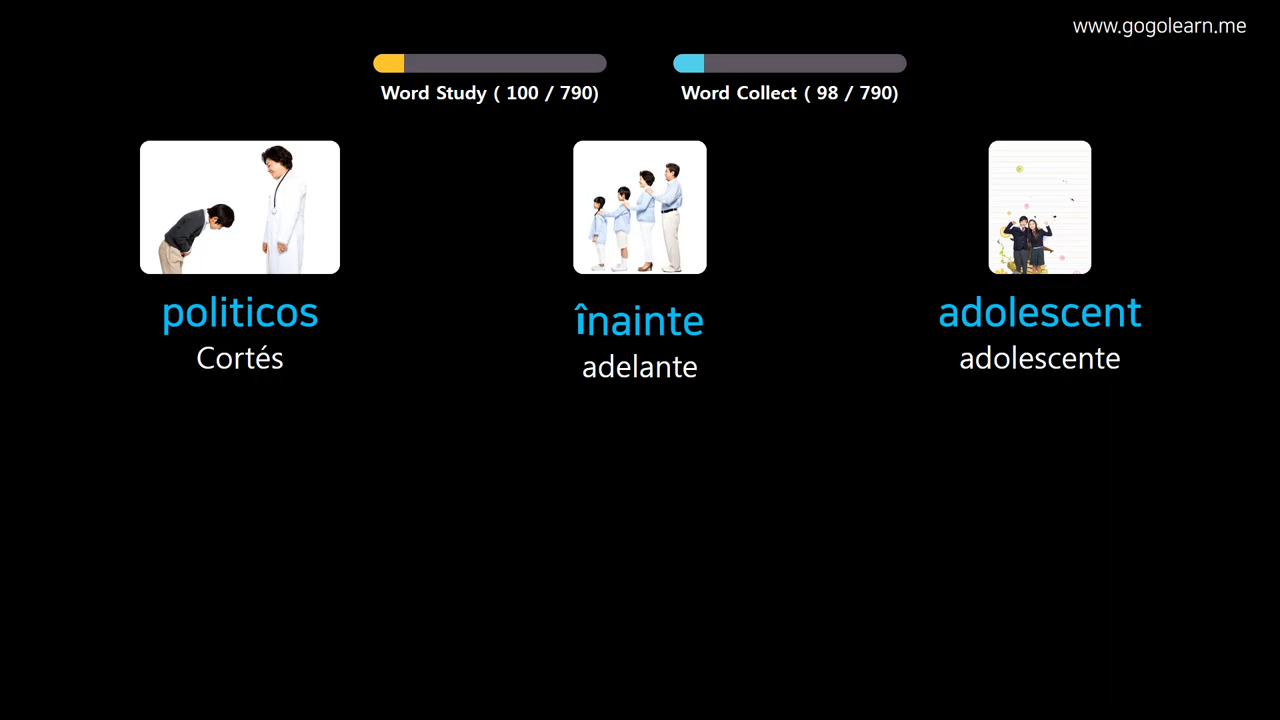 www.gogolearn.me
Word Study ( 100 / 790)
Word Collect ( 98 / 790)
politicos
Cortés
înainte
adelante
adolescent
adolescente